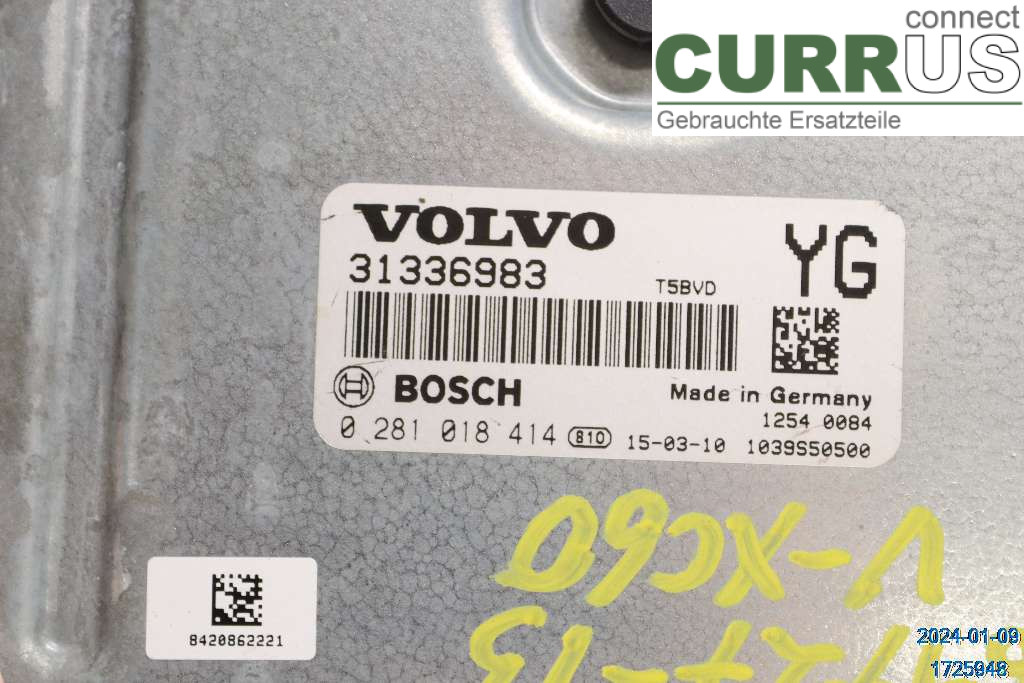 connect
CURRUS
Gebrauchte Ersatzteile
VOLVO
YG
31336983
T5BVD
BOSCH
Made in Germany
1254 0084
0 281 018 414 810 15-03-10 1039S50500
V-XC60
8420862221
2024-01-09
1725948